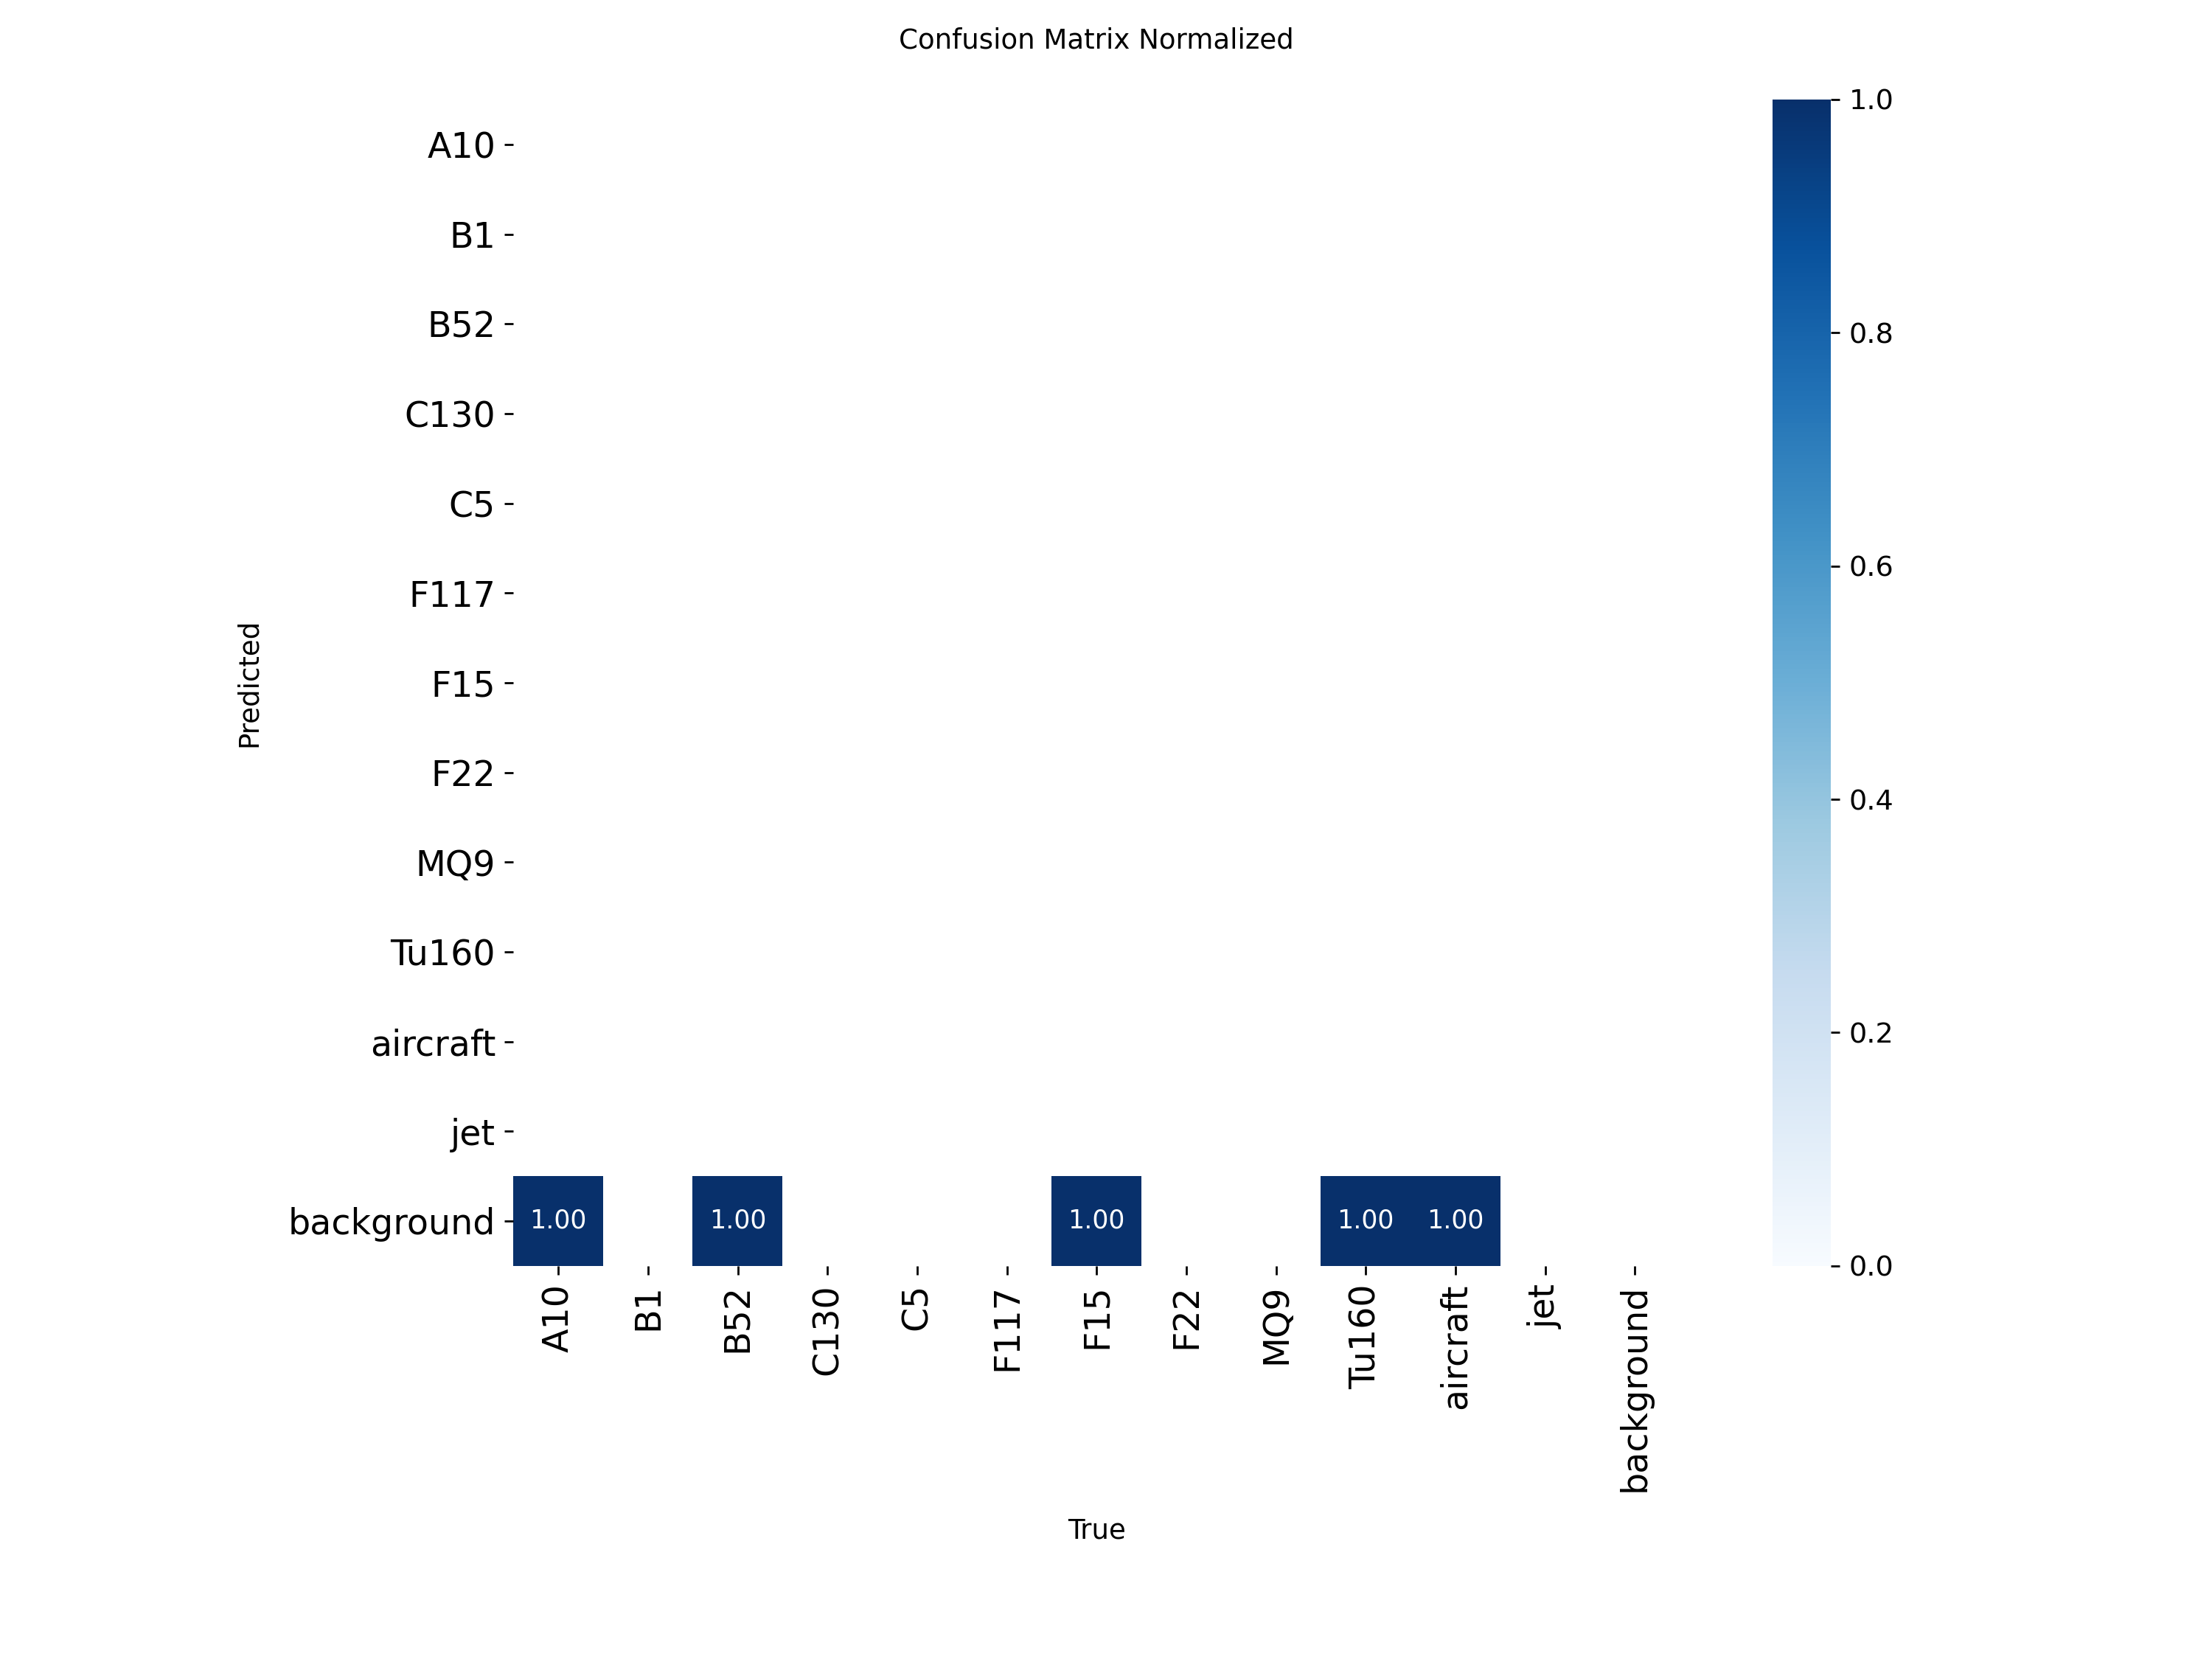 Confusion Matrix Normalized
A10
B1
B52
C130
C5
F117
F15
F22
MQ9
Tu160
aircraft
jet
background
Predicted
1.00 1.00 1.00 1.00 1.00
A10 B1 B52 C130 C5 F117 F15 F22 MQ9 Tu160 aircraft jet background
True
1.0
0.8
0.6
0.4
0.2
0.0